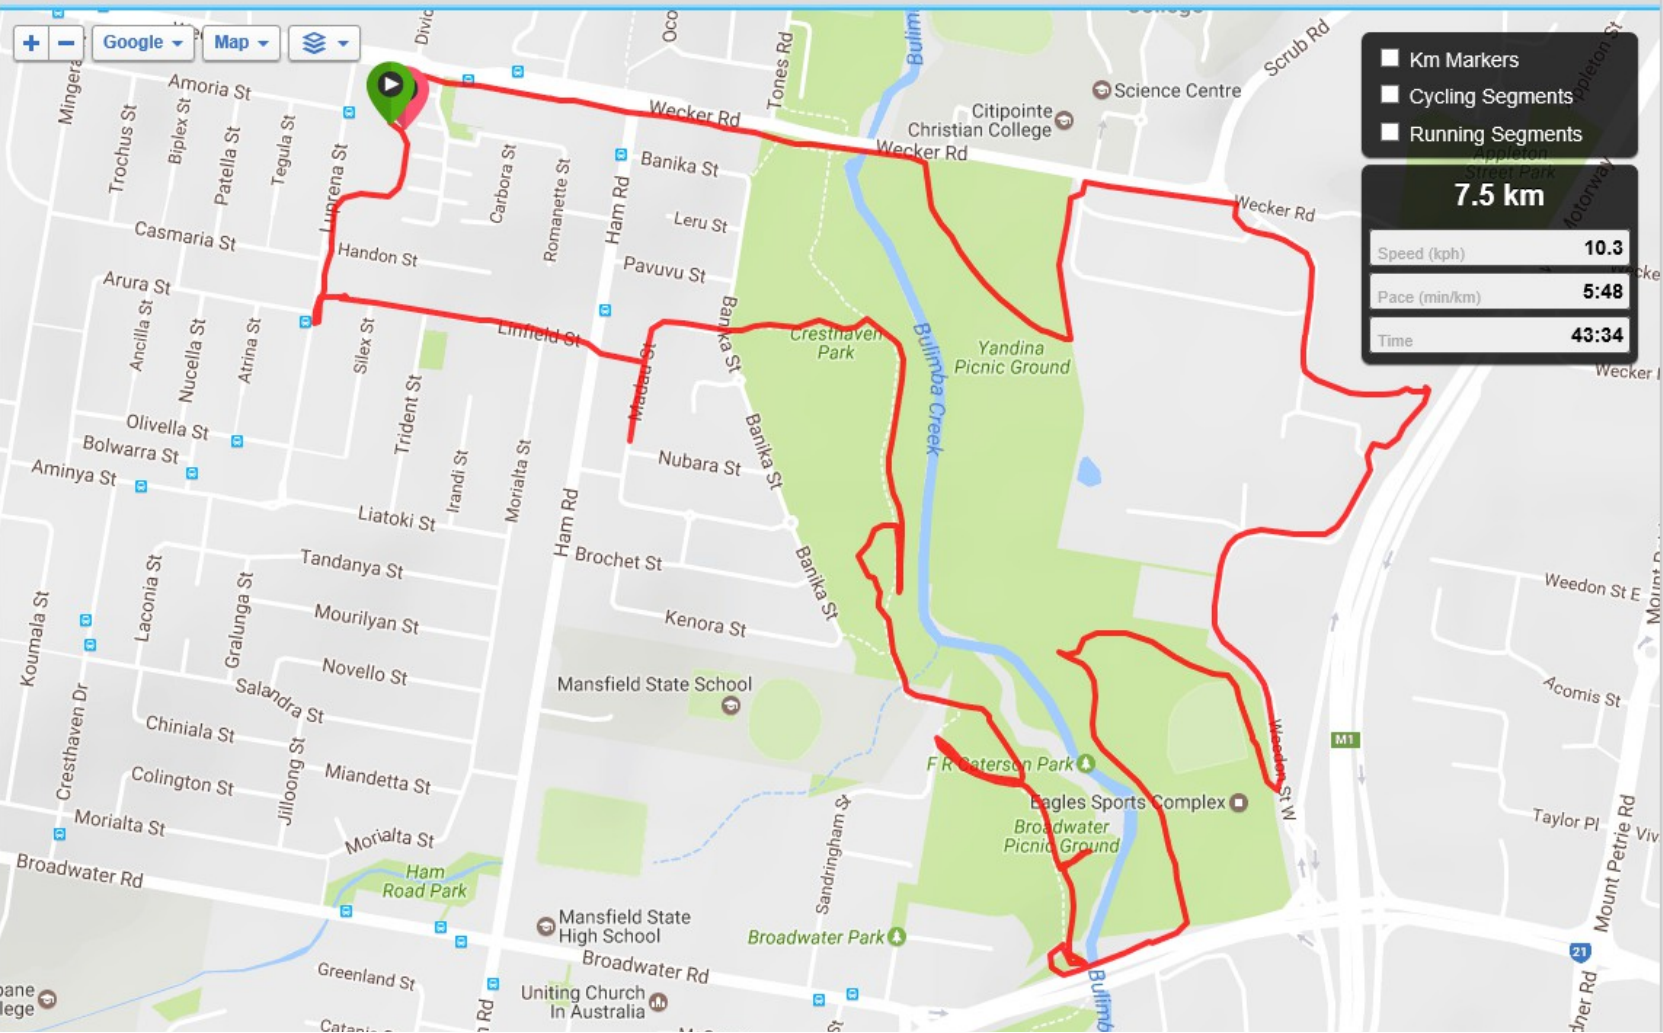 Google
Map
Km Markers
Cycling Segments
Running Segments
7.5 km
Speed (kph) 10.3
Pace (min/km) 5:48
Time 43:34
Scrub Rd
Tones Rd
Science Centre
Citipointe
Christian College
Wecker Rd
Wecker Rd
Wecker Rd
Appleton
Street Park
Motorway
Amoria St
Trochus St
Biplex St
Patella St
Tegula St
Luprena St
Carbora St
Romanette St
Ham Rd
Banika St
Leru St
Pavuvu St
Casmaria St
Handon St
Arura St
Ancilla St
Nucella St
Atrina St
Silex St
Linfield St
Madau St
Banika St
Cresthaven
Park
Bulimba Creek
Yandina
Picnic Ground
Trident St
Olivella St
Bolwarra St
Aminya St
Irandi St
Morialta St
Nubara St
Banika St
Liatoki St
Ham Rd
Brochet St
Banika St
Tandanya St
Laconia St
Gralunga St
Koumala St
Mourilyan St
Kenora St
Weedon St E
Novello St
Salandra St
Mansfield State School
Acomis St
Cresthaven Dr
Chiniala St
Jilloong St
Miandetta St
Colington St
Morialta St
Morialta St
F R Caterson Park
Weedon St W
M1
Eagles Sports Complex
Broadwater
Picnic Ground
Taylor Pl
Mount Petrie Rd
Sandringham St
Broadwater Rd
Ham
Road Park
Mansfield State
High School
Broadwater Park
21
Broadwater Rd
Greenland St
Uniting Church
In Australia